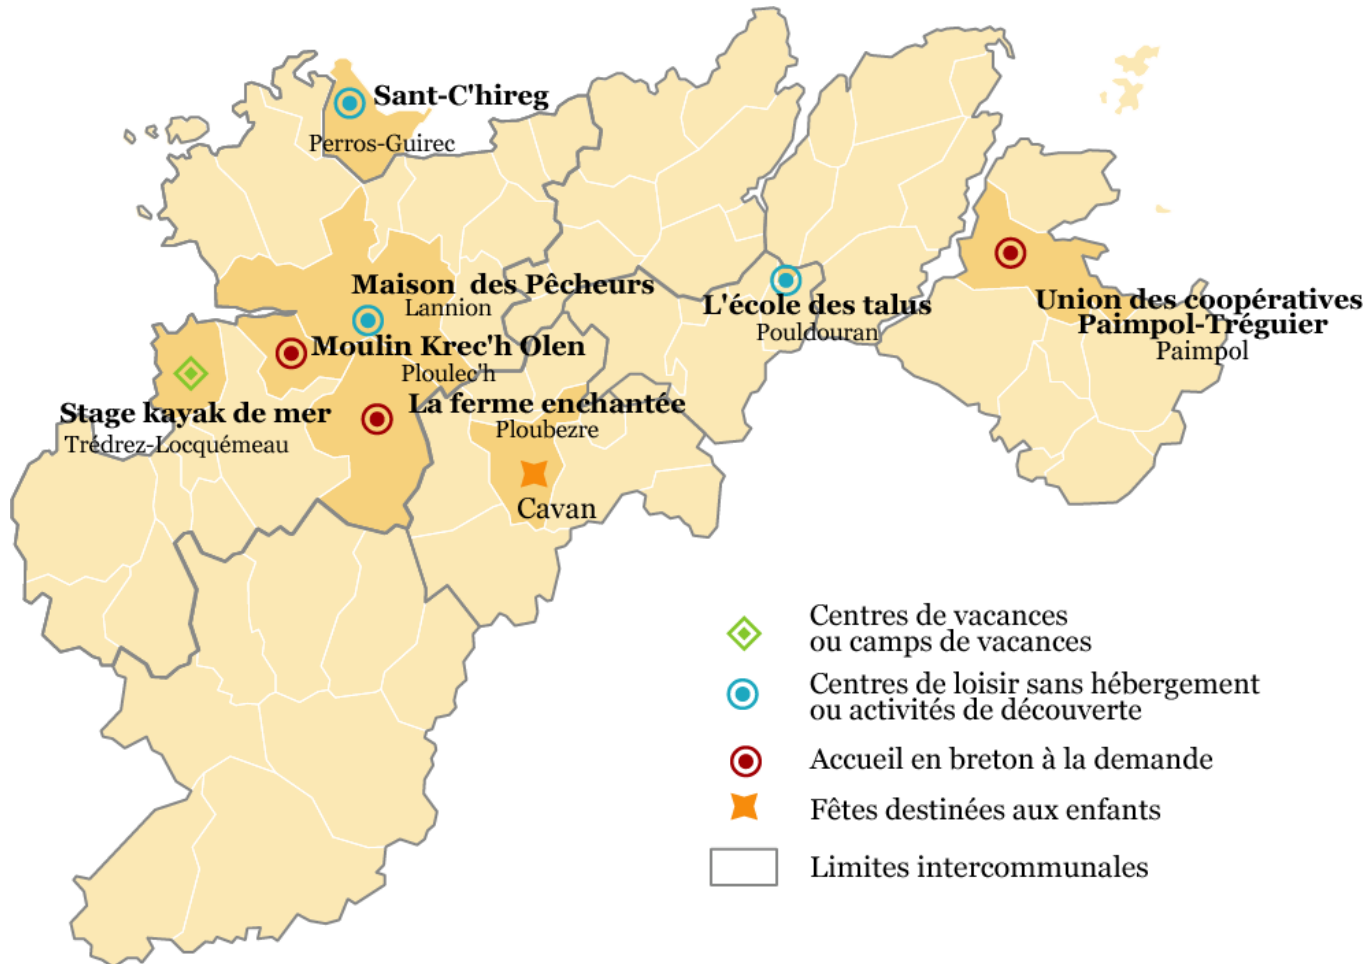 Sant-C'hireg
Perros-Guirec
Maison des Pêcheurs
Lannion
L'école des talus
Pouldouran
Union des coopératives
Paimpol-Tréguier
Paimpol
Moulin Krec'h Olen
Ploulec'h
Stage kayak de mer
Trédrez-Locquémeau
La ferme enchantée
Ploubezre
Cavan
Centres de vacances
ou camps de vacances
Centres de loisir sans hébergement
ou activités de découverte
Accueil en breton à la demande
Fêtes destinées aux enfants
Limites intercommunales